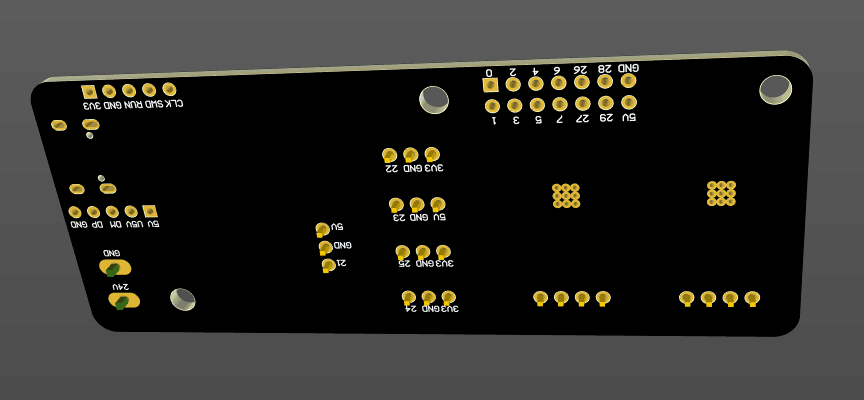 3V3 GND RUN SWD CLK
0 2 4 6 26 28 GND
1 3 5 7 27 29 5V
22 GND 3V3
23 GND 5V
GND DP DM U5V 5V
5V
GND
21
25 GND 3V3
24 GND 3V3
GND
24V